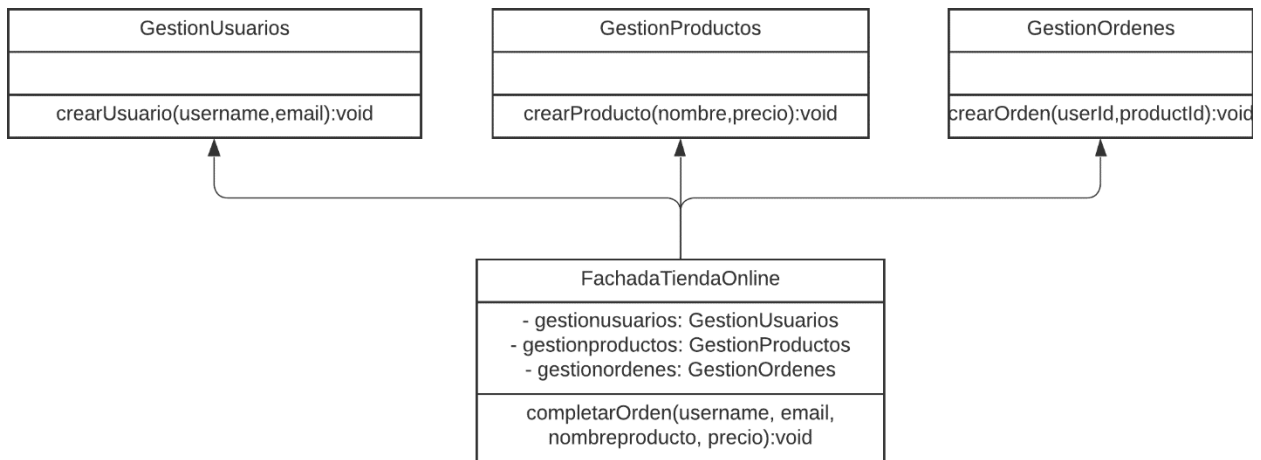 GestionUsuarios
crearUsuario(username,email):void
GestionProductos
crearProducto(nombre,precio):void
GestionOrdenes
crearOrden(userId,productId):void
FachadaTiendaOnline
- gestionusuarios: GestionUsuarios
- gestionproductos: GestionProductos
- gestionordenes: GestionOrdenes
completarOrden(username, email,
nombreproducto, precio):void